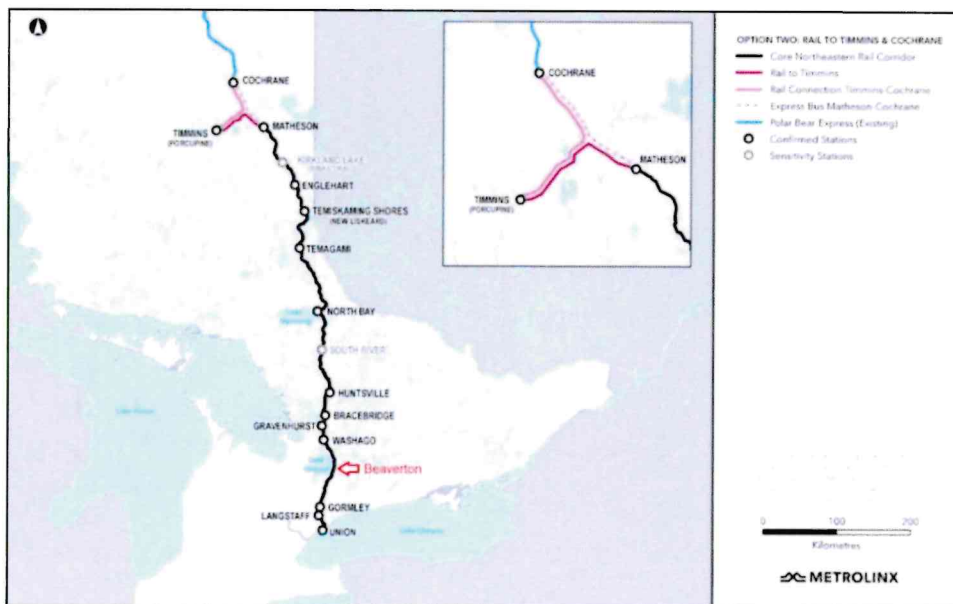 COCHRANE
TIMMINS
(PORCUPINE)
MATHESON
KIRKLAND LAKE
ENGLEHART
TEMISKAMING SHORES
(NEW LISKEARD)
TEMAGAMI
NORTH BAY
SOUTH RIVER
HUNTSVILLE
BRACEBRIDGE
GRAVENHURST
WASHAGO
Beaverton
GORMLEY
LANGSTAFF
UNION
COCHRANE
MATHESON
TIMMINS
(PORCUPINE)
OPTION TWO: RAIL TO TIMMINS & COCHRANE
Core Northeastern Rail Corridor
Rail to Timmins
Rail Connection Timmins Cochrane
Express Bus Matheson Cochrane
Polar Bear Express (Existing)
Confirmed Stations
Sensitivity Stations
0 100 200
Kilometres
METROLINX